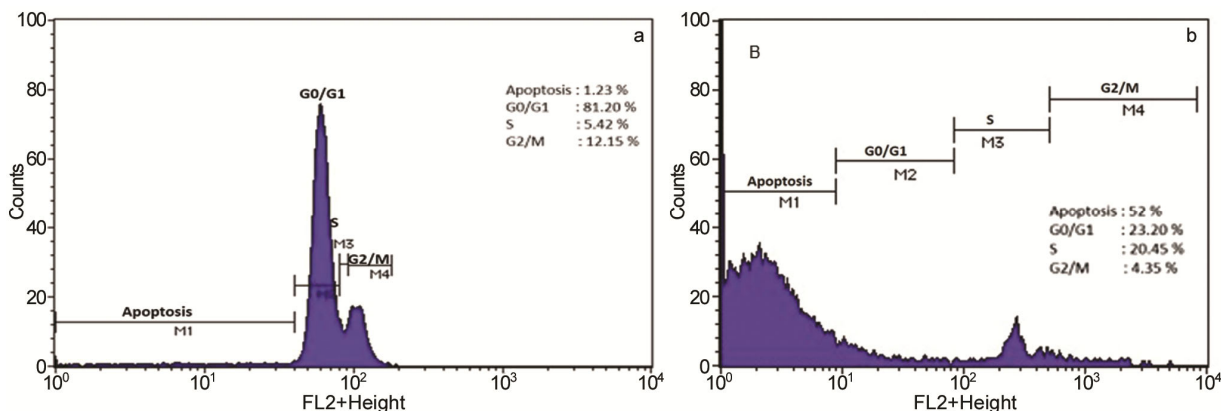 100
80
60
40
20
0
Counts
a
G0/G1
Apoptosis : 1.23 %
G0/G1 : 81.20 %
S : 5.42 %
G2/M : 12.15 %
S
M3
G2/M
M4
Apoptosis
M1
10⁰ 10¹ 10² 10³ 10⁴
FL2+Height
100
80
60
40
20
0
Counts
B
b
G2/M
M4
S
M3
G0/G1
M2
Apoptosis
M1
Apoptosis : 52 %
G0/G1 : 23.20 %
S : 20.45 %
G2/M : 4.35 %
10⁰ 10¹ 10² 10³ 10⁴
FL2+Height